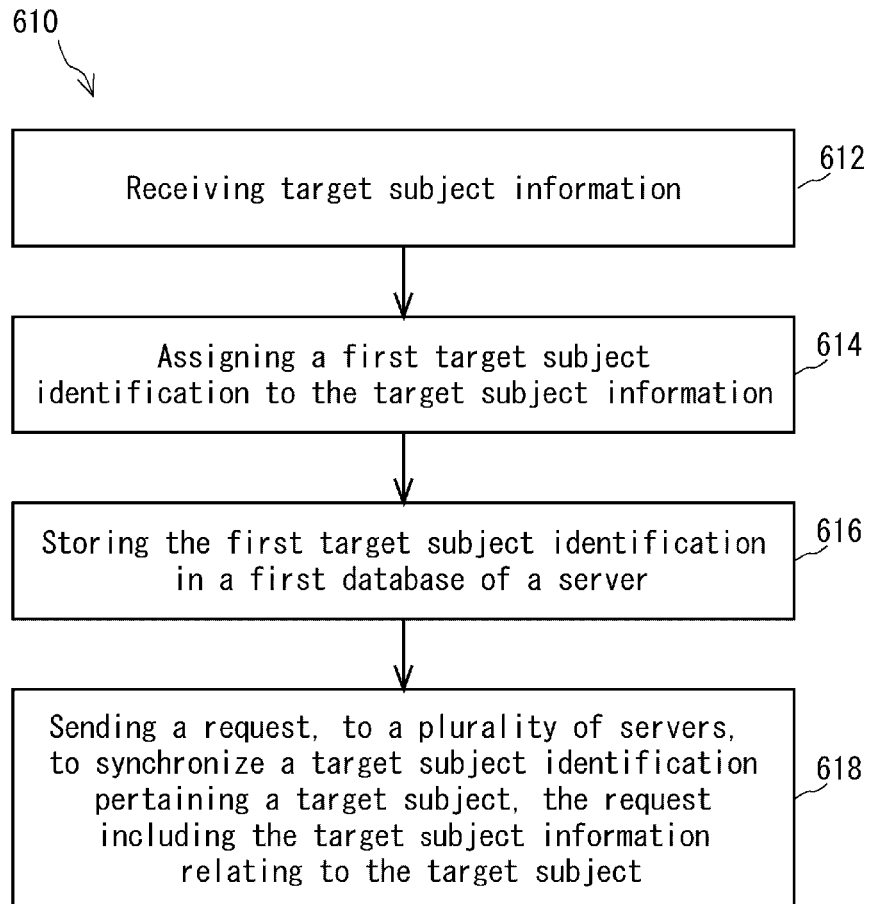 610
Receiving target subject information
612
Assigning a first target subject
identification to the target subject information
614
Storing the first target subject identification
in a first database of a server
616
Sending a request, to a plurality of servers,
to synchronize a target subject identification
pertaining a target subject, the request
including the target subject information
relating to the target subject
618